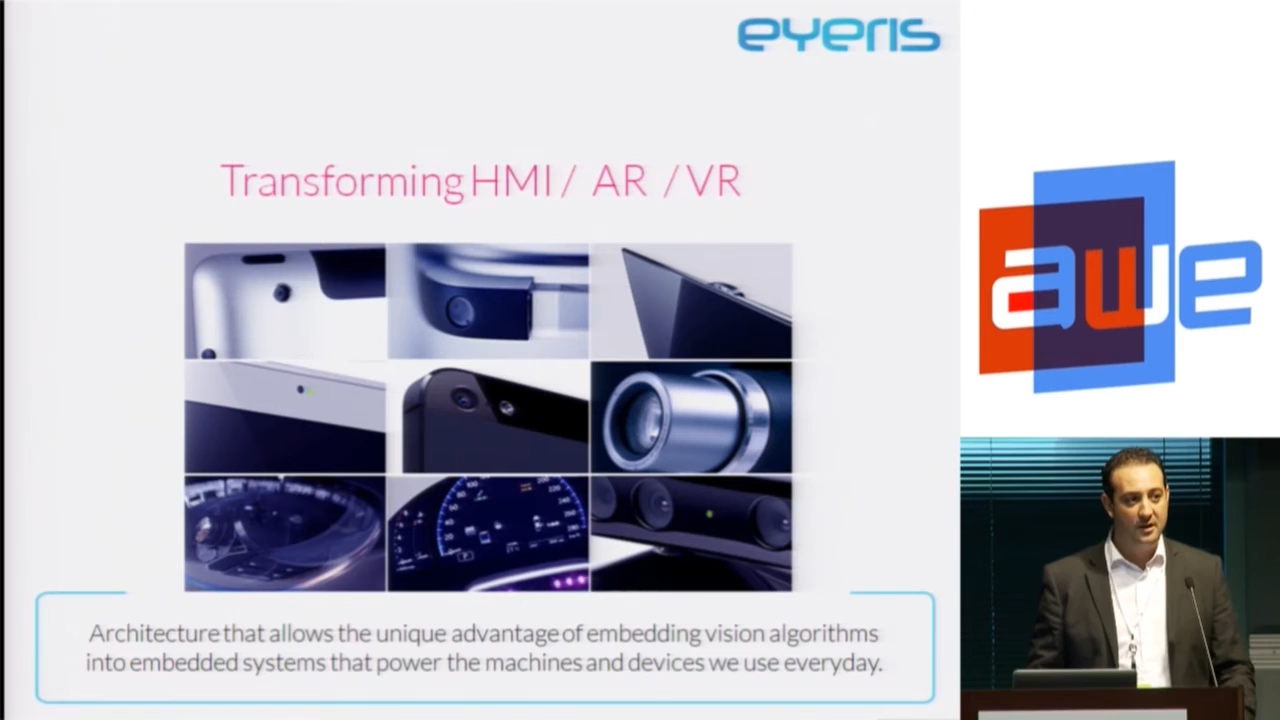 eyeris
Transforming HMI / AR / VR
awe
Architecture that allows the unique advantage of embedding vision algorithms
into embedded systems that power the machines and devices we use everyday.